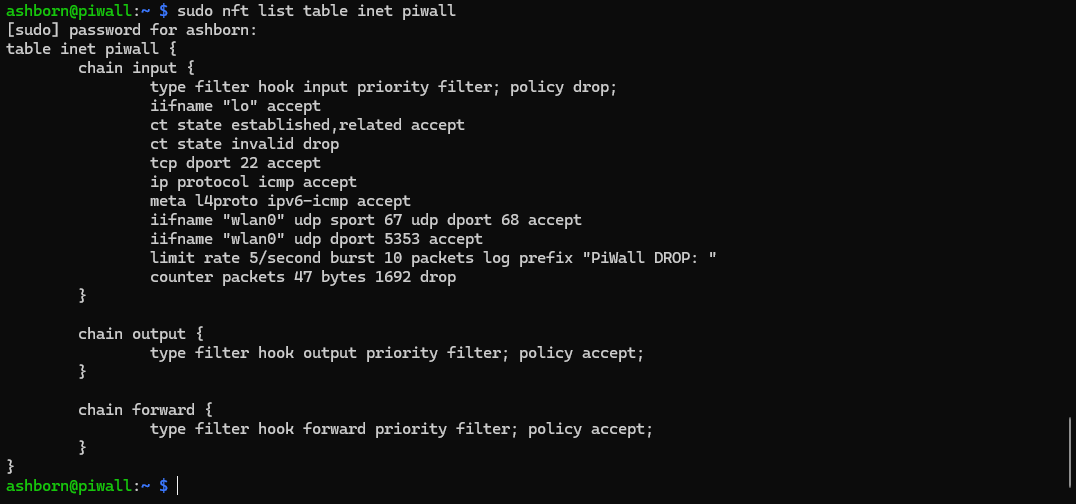 ashborn@piwall:~ $ sudo nft list table inet piwall
[sudo] password for ashborn:
table inet piwall {
        chain input {
                type filter hook input priority filter; policy drop;
                iifname "lo" accept
                ct state established,related accept
                ct state invalid drop
                tcp dport 22 accept
                ip protocol icmp accept
                meta l4proto ipv6-icmp accept
                iifname "wlan0" udp sport 67 udp dport 68 accept
                iifname "wlan0" udp dport 5353 accept
                limit rate 5/second burst 10 packets log prefix "PiWall DROP: "
                counter packets 47 bytes 1692 drop
        }

        chain output {
                type filter hook output priority filter; policy accept;
        }

        chain forward {
                type filter hook forward priority filter; policy accept;
        }
}
ashborn@piwall:~ $